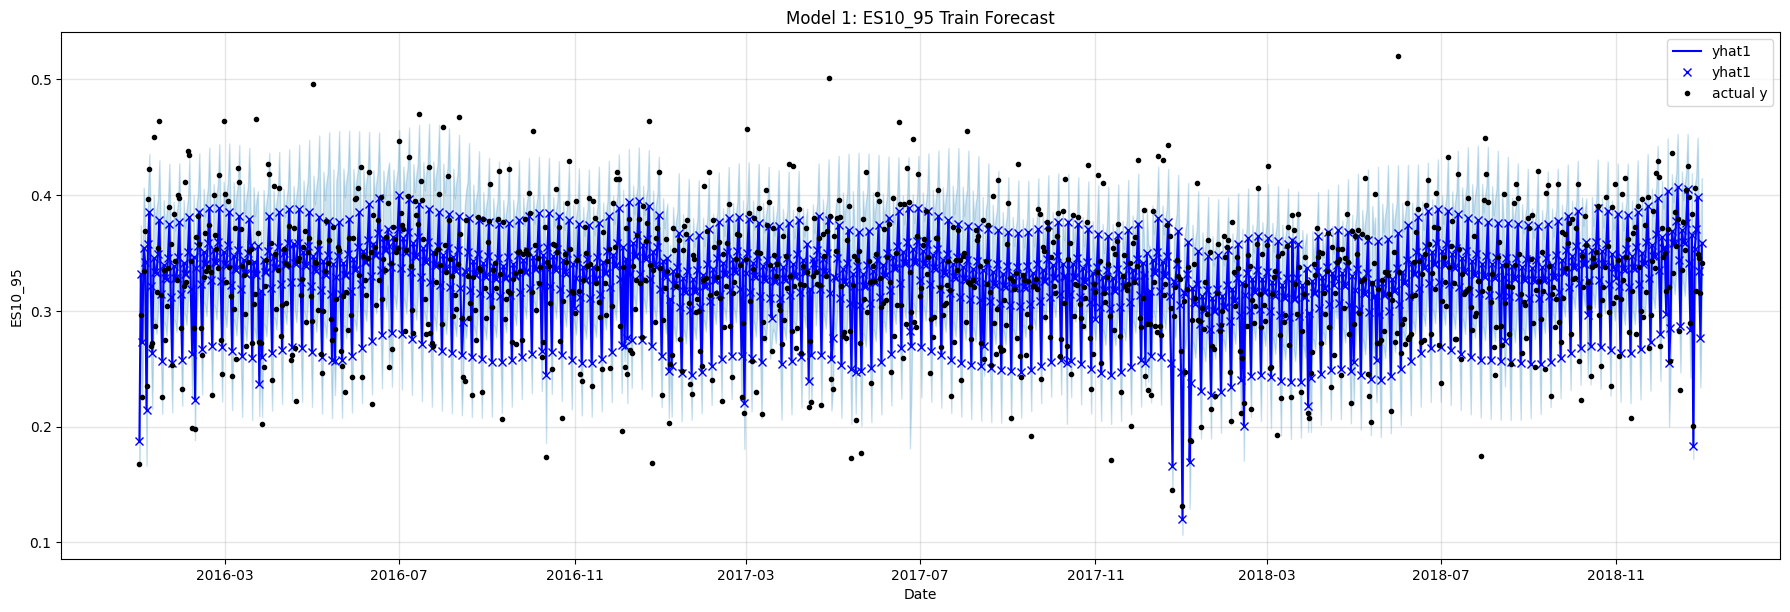 Model 1: ES10_95 Train Forecast
yhat1
yhat1
actual y
0.5
0.4
0.3
0.2
0.1
ES10_95
2016-03
2016-07
2016-11
2017-03
2017-07
2017-11
2018-03
2018-07
2018-11
Date